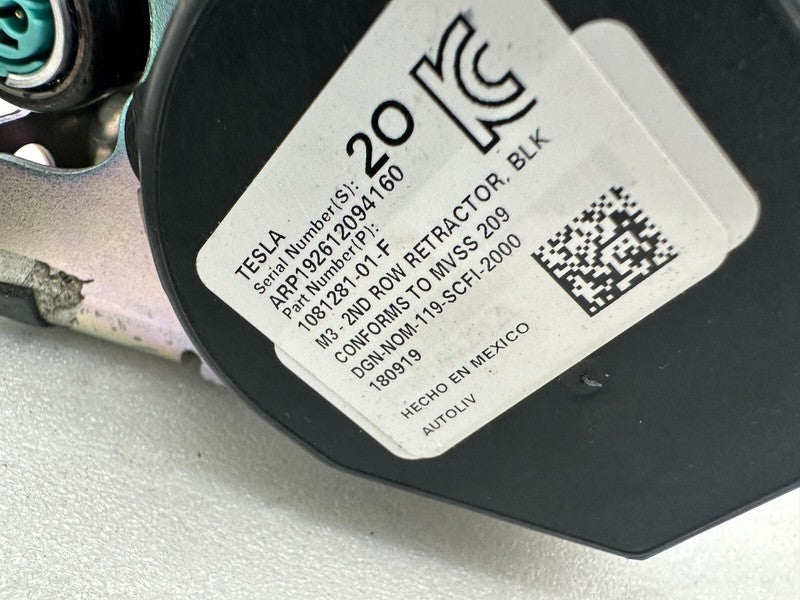 TESLA
Serial Number(S):
ARP192612094160
Part Number(P):
1081281-01-F
2O
M3 - 2ND ROW RETRACTOR, BLK
CONFORMS TO MVSS 209
DGN-NOM-119-SCFI-2000
180919
HECHO EN MEXICO
AUTOLIV